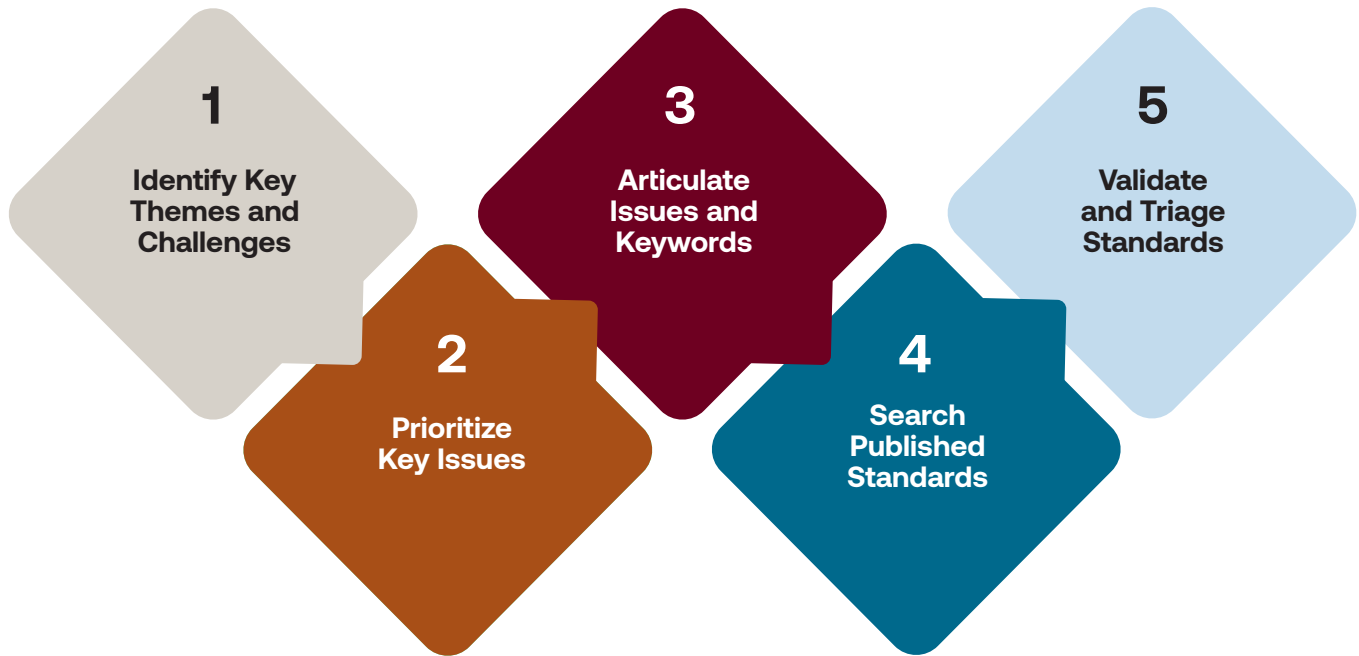 1
Identify Key
Themes and
Challenges
2
Prioritize
Key Issues
3
Articulate
Issues and
Keywords
4
Search
Published
Standards
5
Validate
and Triage
Standards